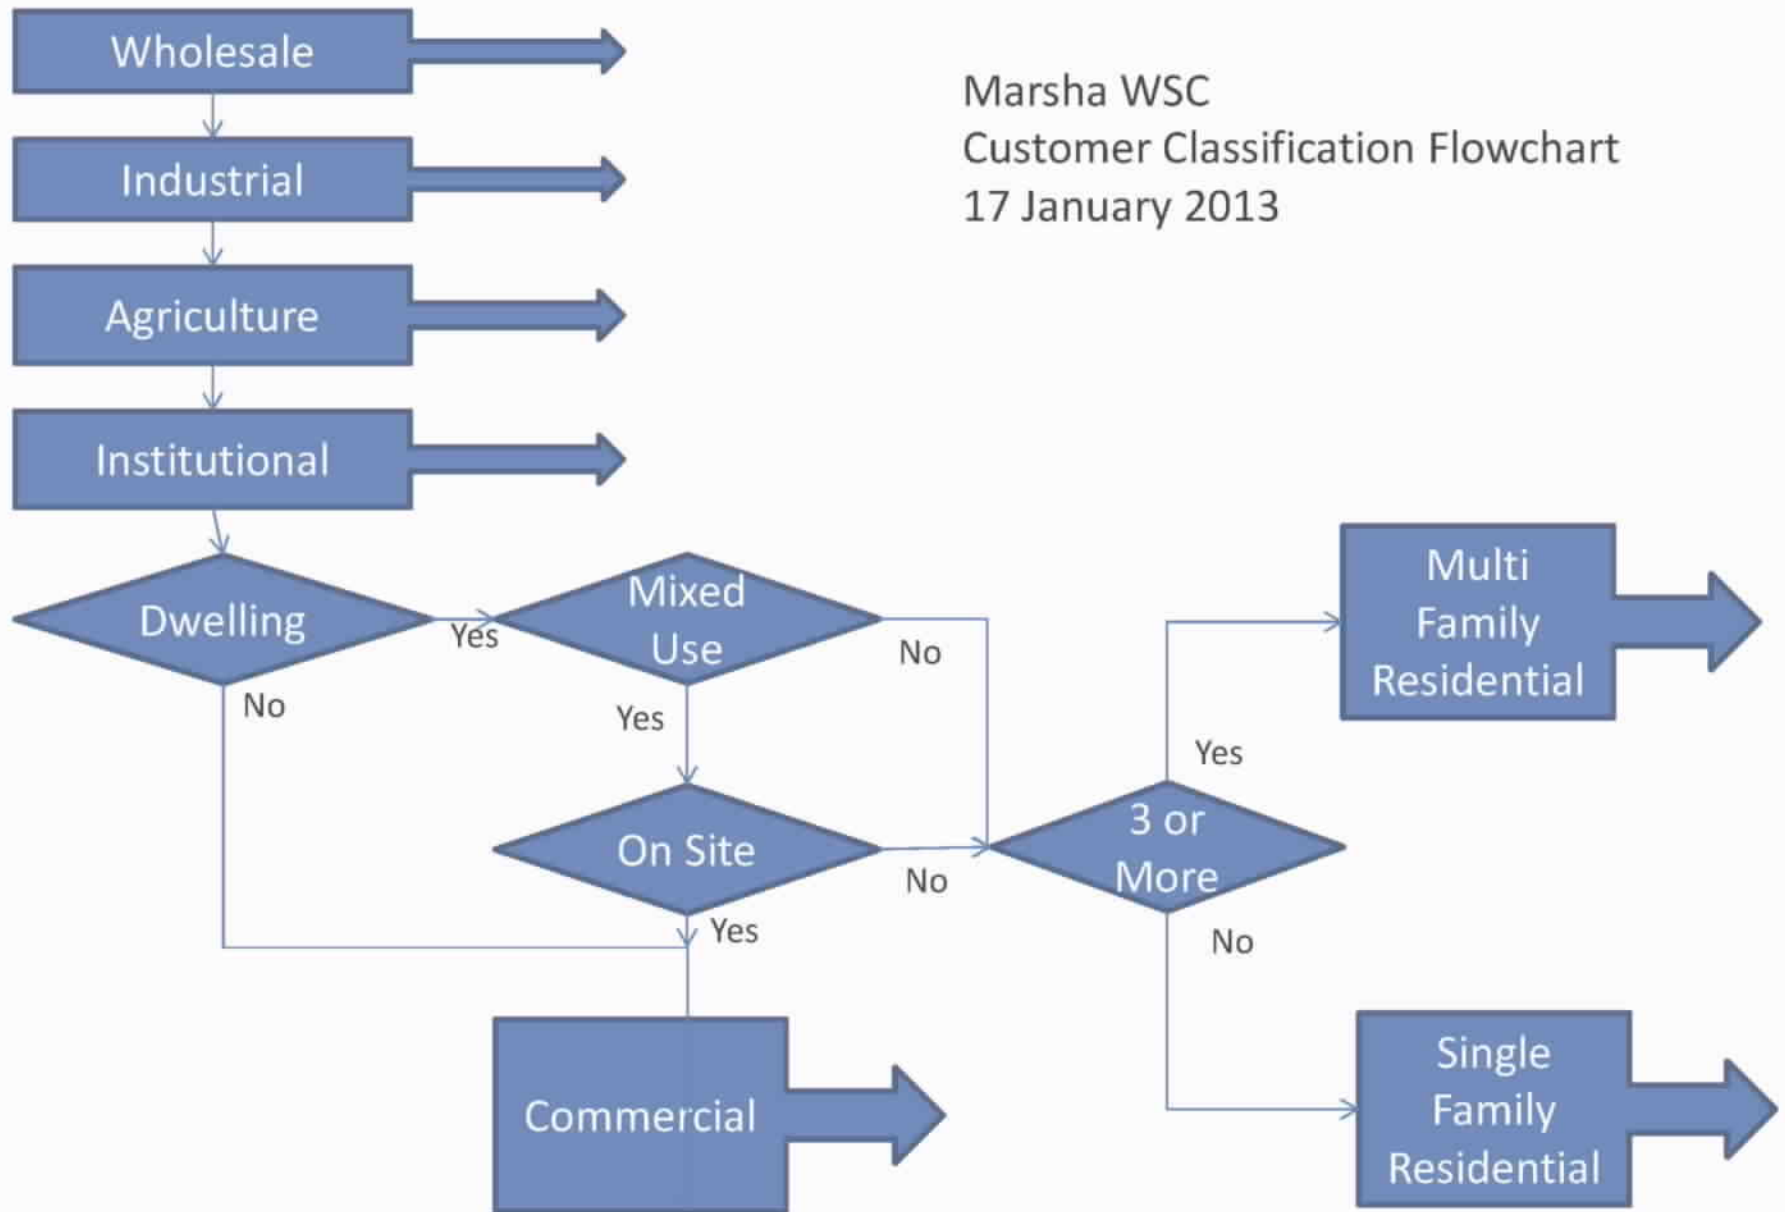 Wholesale
Marsha WSC
Customer Classification Flowchart
17 January 2013
Industrial
Agriculture
Institutional
Dwelling
Yes
No
Mixed
Use
No
Yes
On Site
No
Yes
3 or
More
Yes
No
Multi
Family
Residential
Single
Family
Residential
Commercial